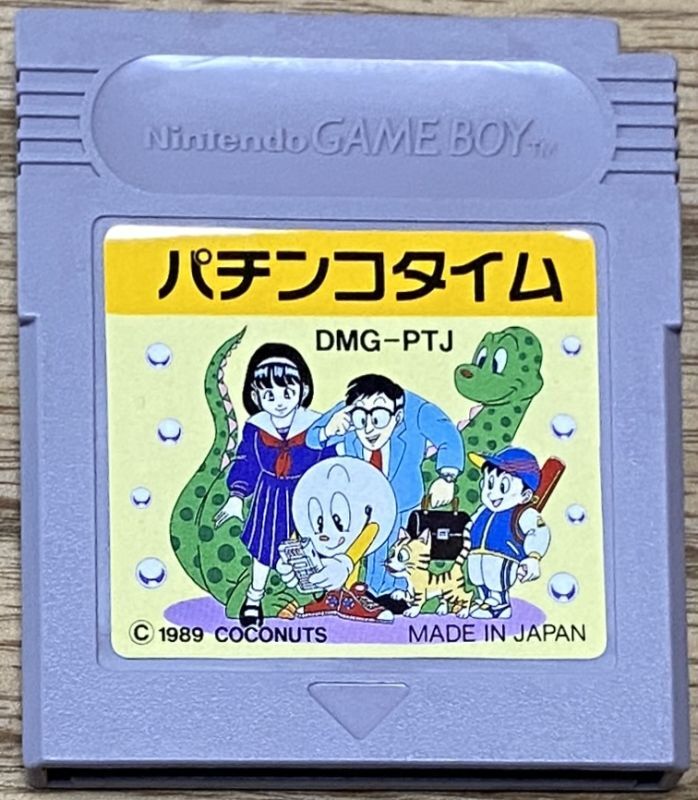 Nintendo GAME BOY™
パチンコタイム
DMG-PTJ
© 1989 COCONUTS
MADE IN JAPAN